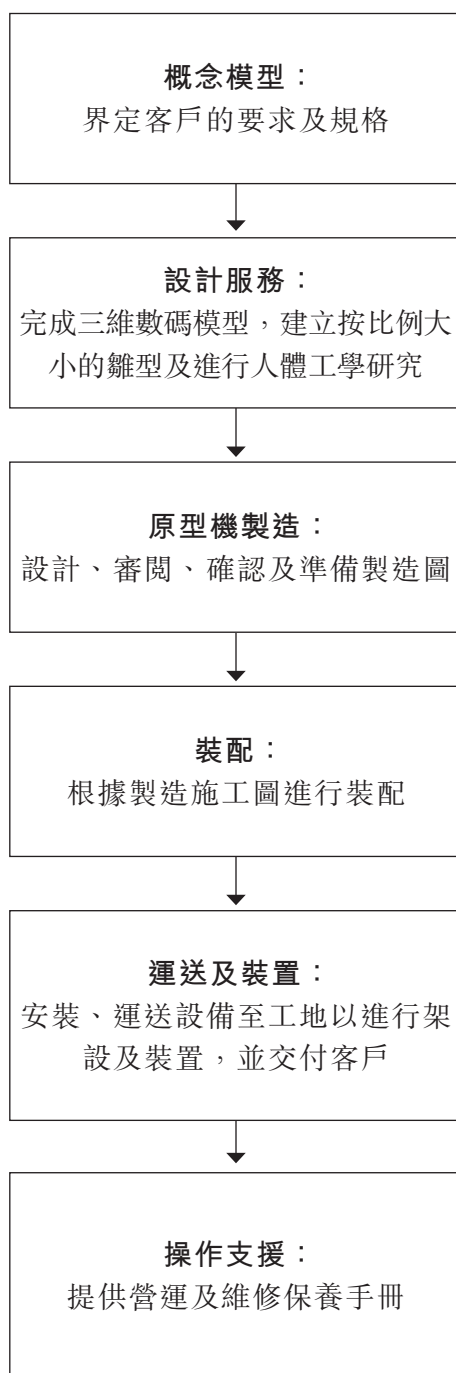 概念模型：
界定客戶的要求及規格
設計服務：
完成三維數碼模型，建立按比例大
小的雛型及進行人體工學研究
原型機製造：
設計、審閱、確認及準備製造圖
裝配：
根據製造施工圖進行裝配
運送及裝置：
安裝、運送設備至工地以進行架
設及裝置，並交付客戶
操作支援：
提供營運及維修保養手冊